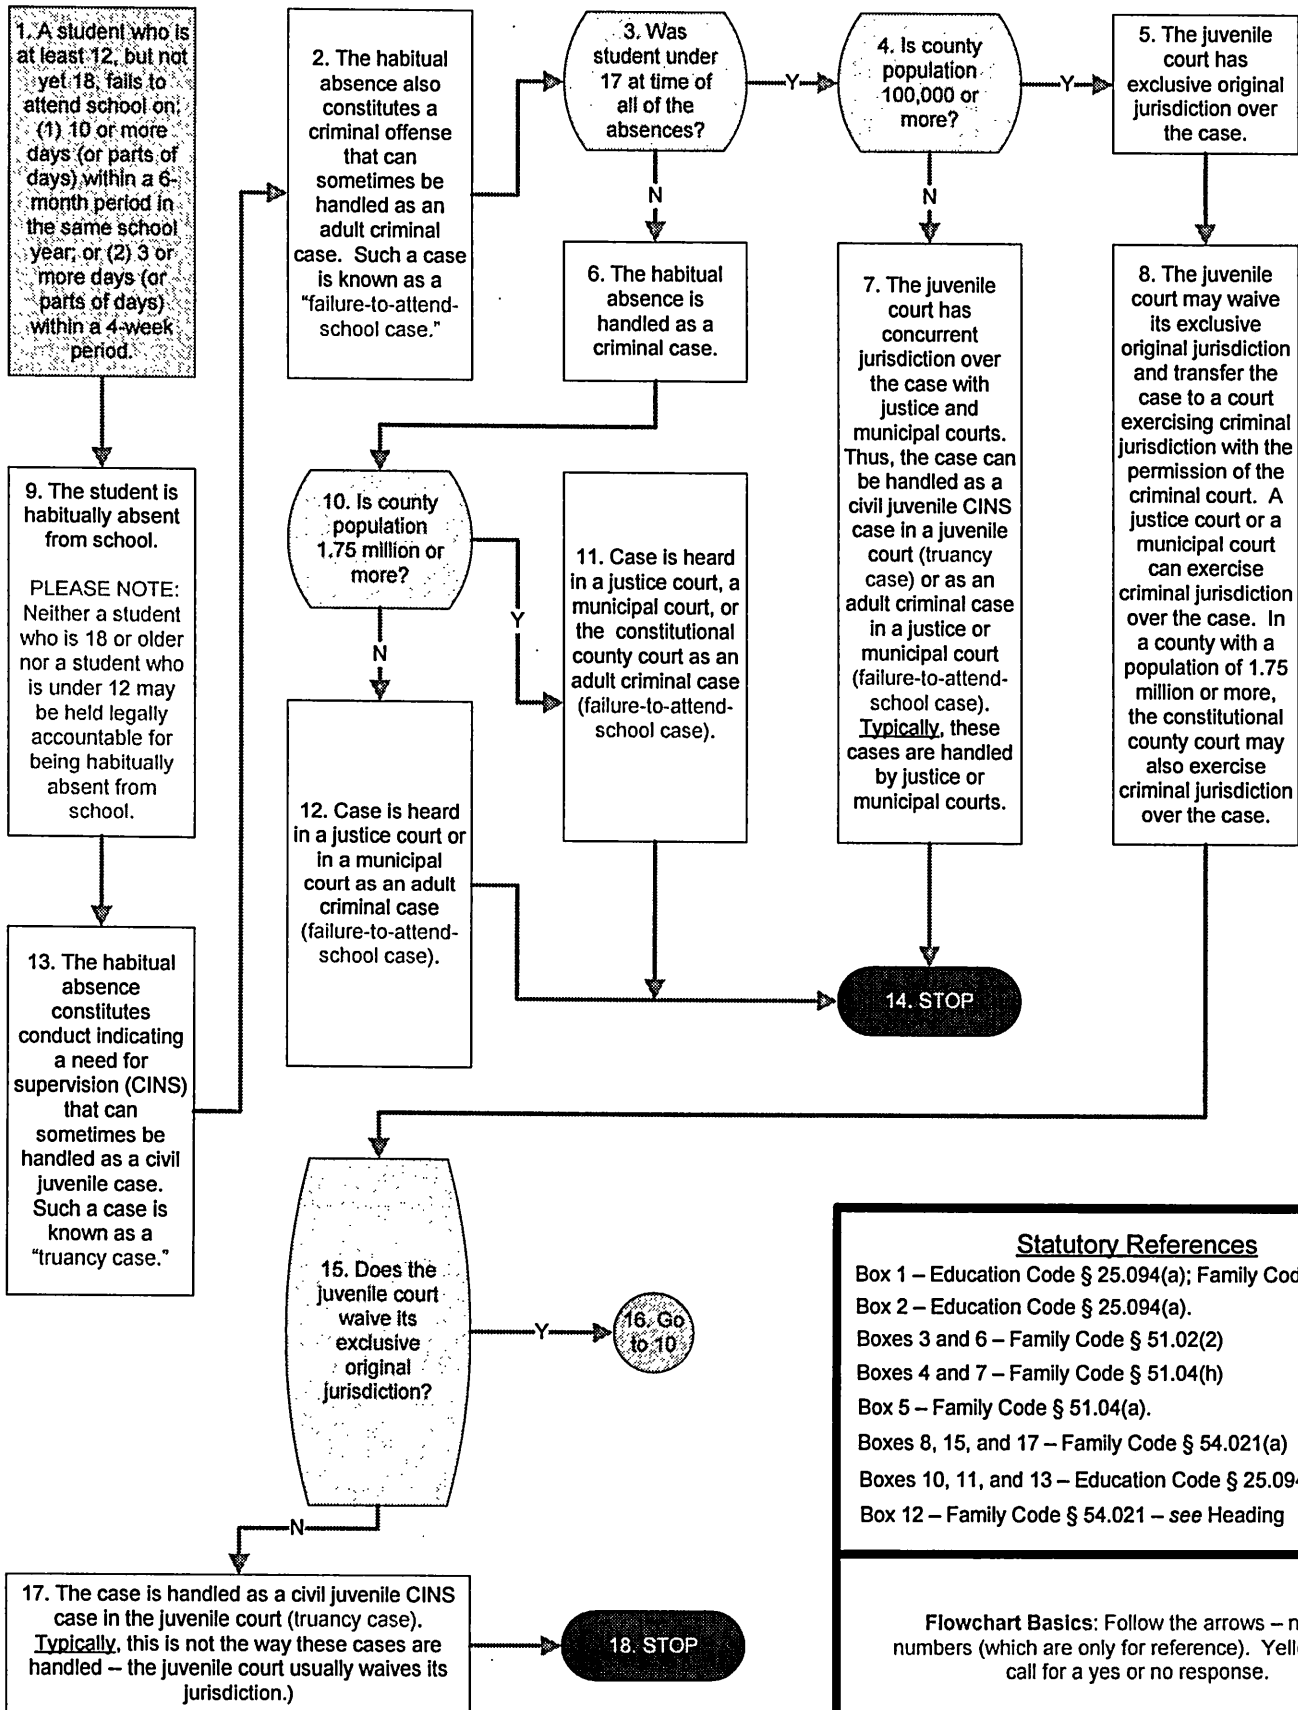 1. A student who is
at least 12, but not
yet 18, fails to
attend school on:
(1) 10 or more
days (or parts of
days) within a 6-
month period in
the same school
year; or (2) 3 or
more days (or
parts of days)
within a 4-week
period.
2. The habitual
absence also
constitutes a
criminal offense
that can
sometimes be
handled as an
adult criminal
case. Such a case
is known as a
"failure-to-attend-
school case."
3. Was
student under
17 at time of
all of the
absences?
Y
N
4. Is county
population
100,000 or
more?
Y
N
5. The juvenile
court has
exclusive original
jurisdiction over
the case.
6. The habitual
absence is
handled as a
criminal case.
7. The juvenile
court has
concurrent
jurisdiction over
the case with
justice and
municipal courts.
Thus, the case can
be handled as a
civil juvenile CINS
case in a juvenile
court (truancy
case) or as an
adult criminal case
in a justice or
municipal court
(failure-to-attend-
school case).
Typically, these
cases are handled
by justice or
municipal courts.
8. The juvenile
court may waive
its exclusive
original jurisdiction
and transfer the
case to a court
exercising criminal
jurisdiction with the
permission of the
criminal court. A
justice court or a
municipal court
can exercise
criminal jurisdiction
over the case. In
a county with a
population of 1.75
million or more,
the constitutional
county court may
also exercise
criminal jurisdiction
over the case.
9. The student is
habitually absent
from school.
PLEASE NOTE:
Neither a student
who is 18 or older
nor a student who
is under 12 may
be held legally
accountable for
being habitually
absent from
school.
10. Is county
population
1.75 million or
more?
Y
N
11. Case is heard
in a justice court, a
municipal court, or
the constitutional
county court as an
adult criminal case
(failure-to-attend-
school case).
12. Case is heard
in a justice court or
in a municipal
court as an adult
criminal case
(failure-to-attend-
school case).
13. The habitual
absence
constitutes
conduct indicating
a need for
supervision (CINS)
that can
sometimes be
handled as a civil
juvenile case.
Such a case is
known as a
"truancy case."
14. STOP
15. Does the
juvenile court
waive its
exclusive
original
jurisdiction?
Y
N
16. Go
to 10
17. The case is handled as a civil juvenile CINS
case in the juvenile court (truancy case).
Typically, this is not the way these cases are
handled – the juvenile court usually waives its
jurisdiction.)
18. STOP
Statutory References
Box 1 – Education Code § 25.094(a); Family Cod
Box 2 – Education Code § 25.094(a).
Boxes 3 and 6 – Family Code § 51.02(2)
Boxes 4 and 7 – Family Code § 51.04(h)
Box 5 – Family Code § 51.04(a).
Boxes 8, 15, and 17 – Family Code § 54.021(a)
Boxes 10, 11, and 13 – Education Code § 25.094
Box 12 – Family Code § 54.021 – see Heading
Flowchart Basics: Follow the arrows – n
numbers (which are only for reference). Yell
call for a yes or no response.